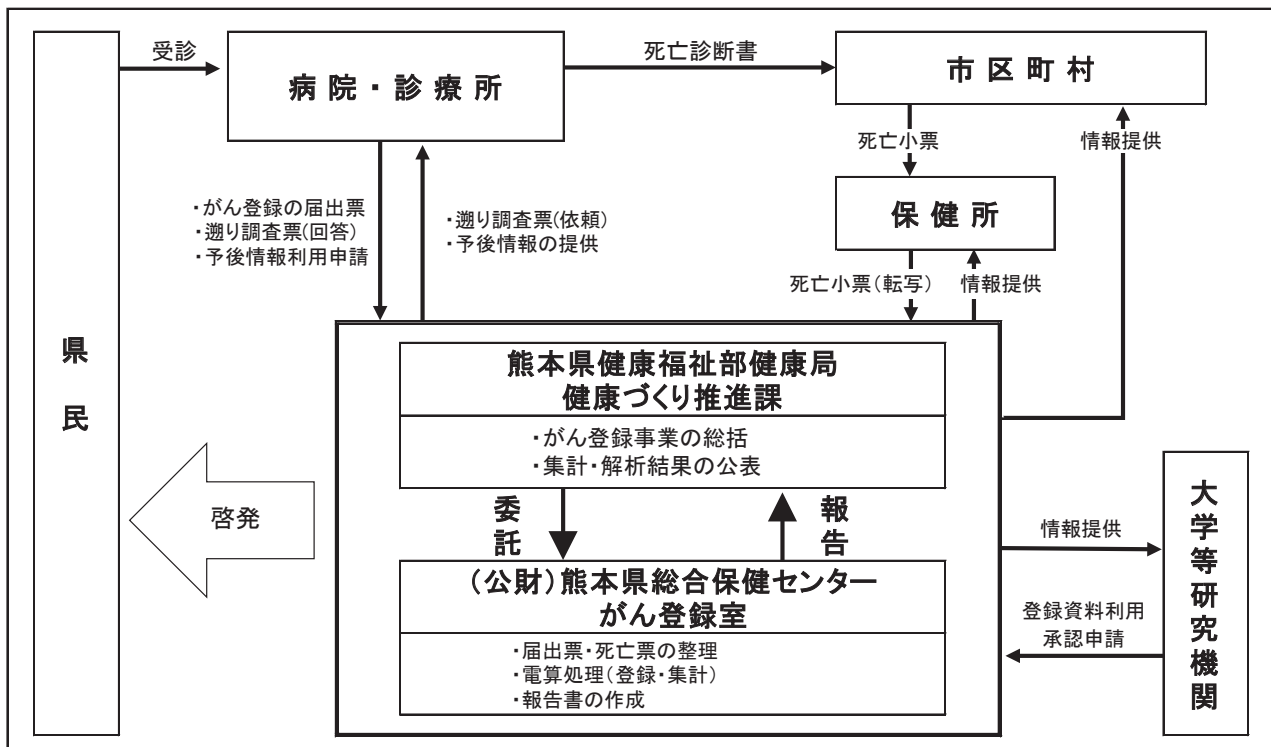 県民
受診
病院・診療所
死亡診断書
市区町村
死亡小票
情報提供
保健所
・がん登録の届出票
・遡り調査票(回答)
・予後情報利用申請
・遡り調査票(依頼)
・予後情報の提供
死亡小票(転写)
情報提供
熊本県健康福祉部健康局
健康づくり推進課
・がん登録事業の総括
・集計・解析結果の公表
委託
報告
(公財)熊本県総合保健センター
がん登録室
・届出票・死亡票の整理
・電算処理(登録・集計)
・報告書の作成
啓発
情報提供
登録資料利用
承認申請
大学等研究機関